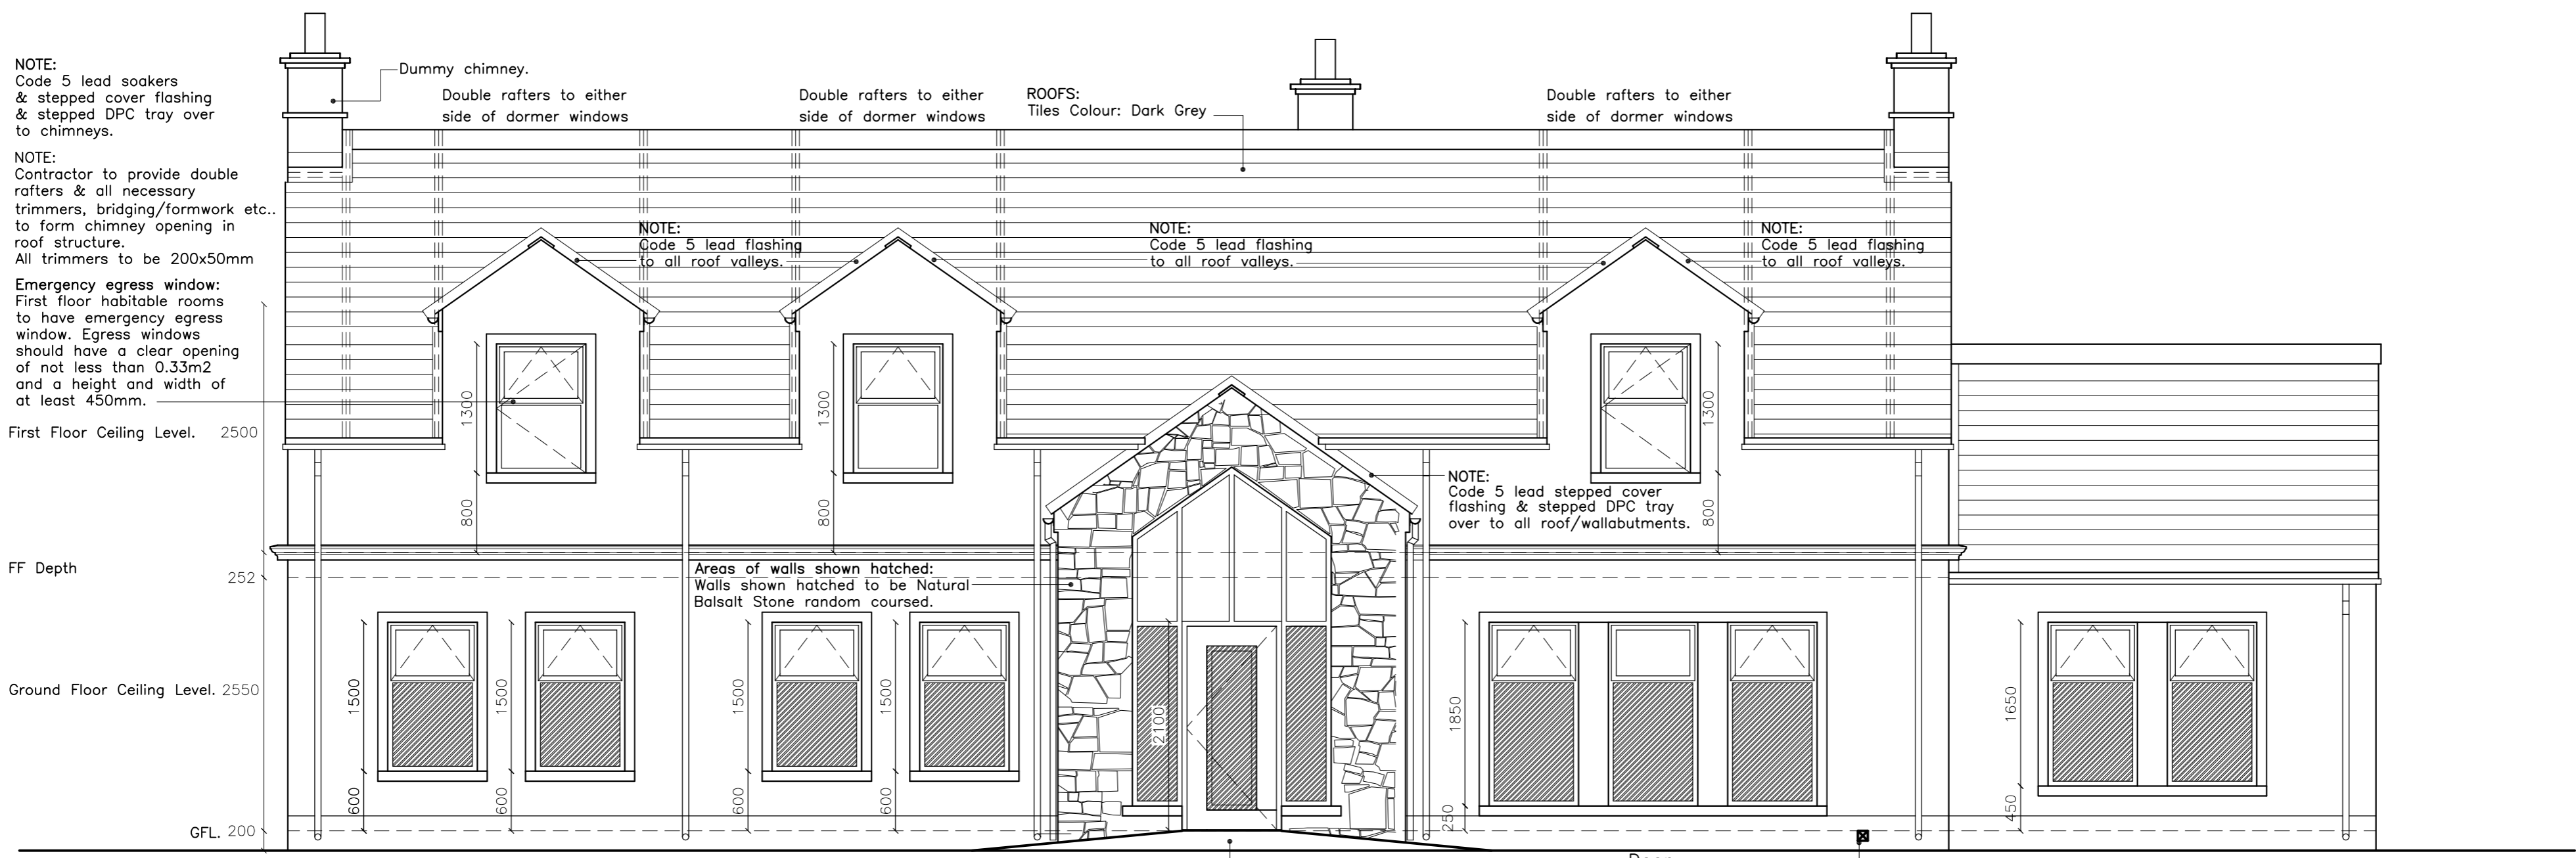 NOTE:
Code 5 lead soakers
& stepped cover flashing
& stepped DPC tray over
to chimneys.
NOTE:
Contractor to provide double
rafters & all necessary
trimmers, bridging/formwork etc..
to form chimney opening in
roof structure.
All trimmers to be 200x50mm
Emergency egress window:
First floor habitable rooms
to have emergency egress
window. Egress windows
should have a clear opening
of not less than 0.33m2
and a height and width of
at least 450mm.
First Floor Ceiling Level. 2500
FF Depth
252
Ground Floor Ceiling Level. 2550
GFL. 200
Dummy chimney.
Double rafters to either
side of dormer windows
Double rafters to either
side of dormer windows
ROOFS:
Tiles Colour: Dark Grey
Double rafters to either
side of dormer windows
NOTE:
Code 5 lead flashing
to all roof valleys.
NOTE:
Code 5 lead flashing
to all roof valleys.
NOTE:
Code 5 lead flashing
to all roof valleys.
1300
800
1300
800
1300
800
NOTE:
Code 5 lead stepped cover
flashing & stepped DPC tray
over to all roof/wallabutments.
Areas of walls shown hatched:
Walls shown hatched to be Natural
Balsalt Stone random coursed.
1500
600
1500
600
1500
600
1500
600
2100
1850
250
1650
450